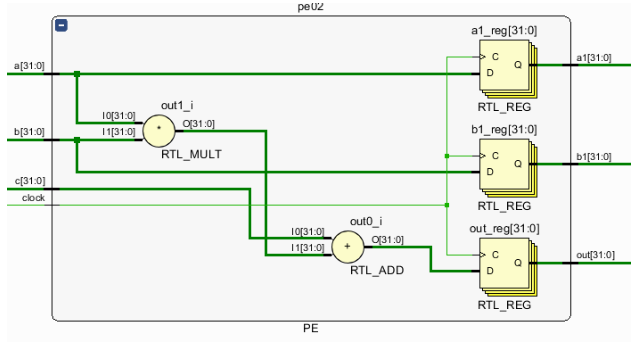 pe02
a1_reg[31:0]
a[31:0]
C
Q
a1[31:0]
D
out1_i
RTL_REG
I0[31:0]
O[31:0]
b1_reg[31:0]
b[31:0]
I1[31:0]
*
RTL_MULT
C
Q
b1[31:0]
D
c[31:0]
clock
RTL_REG
out0_i
out_reg[31:0]
I0[31:0]
O[31:0]
I1[31:0]
+
C
Q
out[31:0]
D
RTL_ADD
RTL_REG
PE